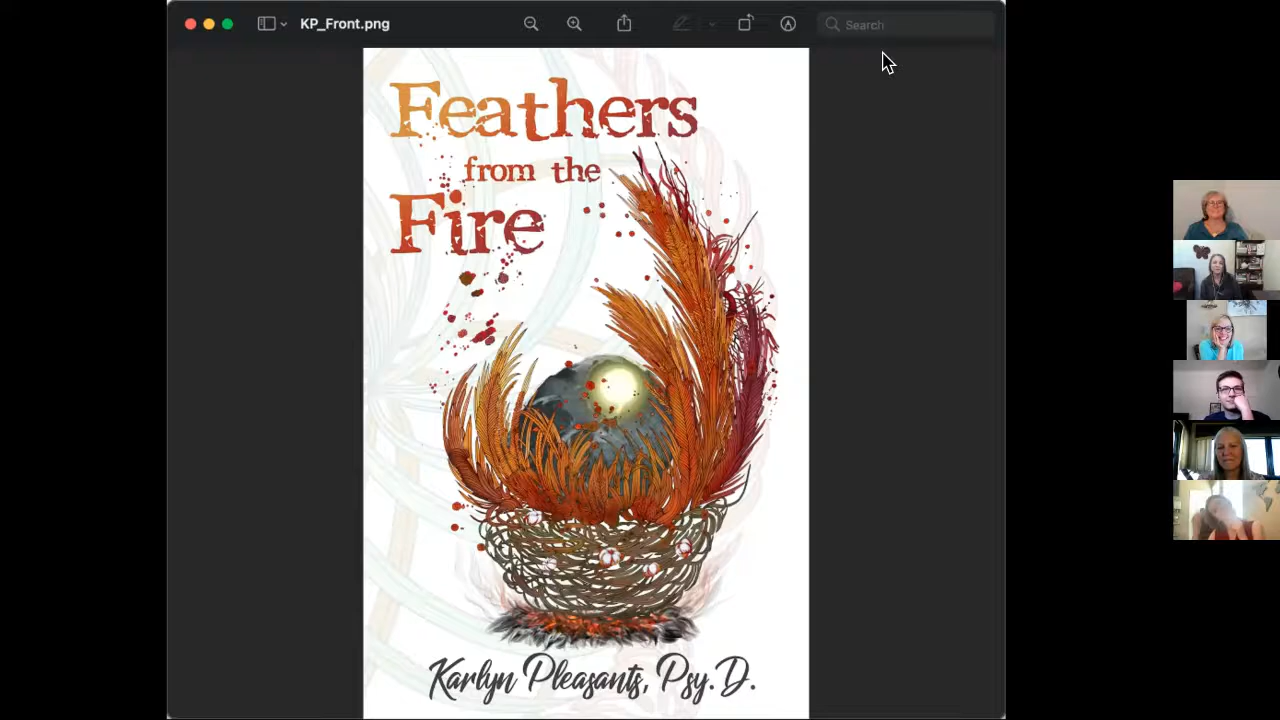 KP_Front.png
Search
Feathers
from the
Fire
Karlyn Pleasants, Psy.D.